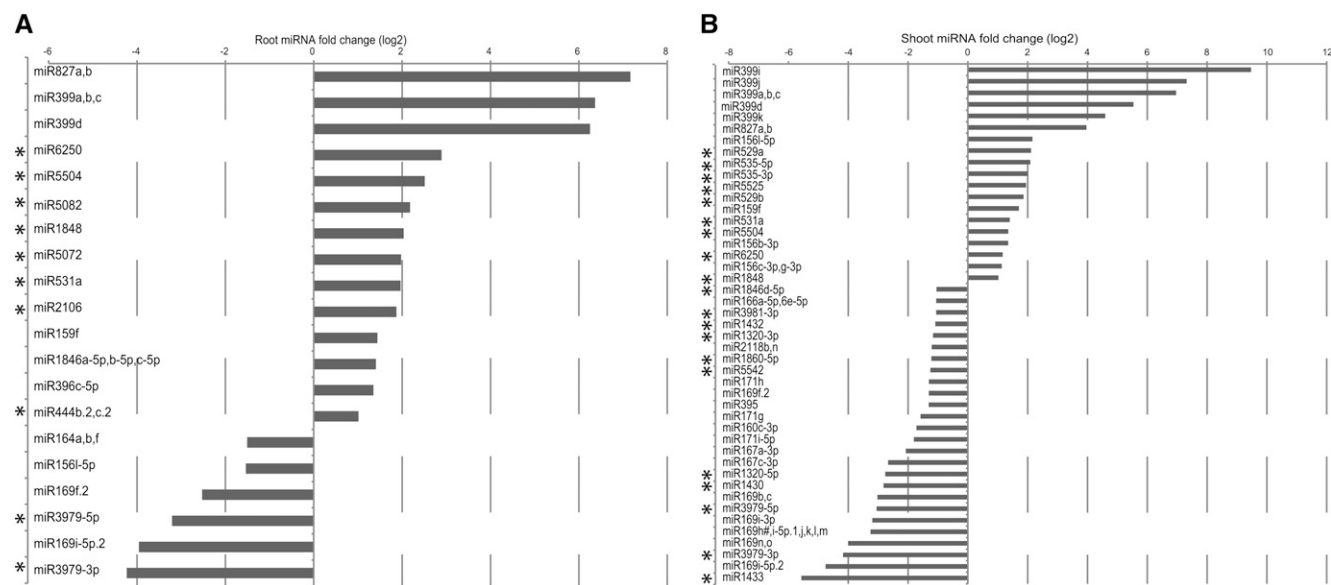 A
Root miRNA fold change (log2)
-6 -4 -2 0 2 4 6 8
miR827a,b
miR399a,b,c
miR399d
* miR6250
* miR5504
* miR5082
* miR1848
* miR5072
* miR531a
* miR2106
miR159f
miR1846a-5p,b-5p,c-5p
miR396c-5p
* miR444b.2,c.2
miR164a,b,f
miR156l-5p
miR169f.2
* miR3979-5p
miR169i-5p.2
* miR3979-3p
B
Shoot miRNA fold change (log2)
-8 -6 -4 -2 0 2 4 6 8 10 12
miR399i
miR399j
miR399a,b,c
miR399d
miR399k
miR827a,b
miR156l-5p
* miR529a
* miR535-5p
* miR535-3p
* miR5525
* miR529b
miR159f
* miR531a
* miR5504
miR156b-3p
* miR6250
miR156c-3p,g-3p
* miR1848
* miR1846d-5p
miR166a-5p,6e-5p
* miR3981-3p
* miR1432
* miR1320-3p
miR2118b,n
* miR1860-5p
* miR5542
miR171h
miR169f.2
miR395
miR171g
miR160c-3p
miR171i-5p
miR167a-3p
miR167c-3p
* miR1320-5p
* miR1430
miR169b,c
* miR3979-5p
miR169i-3p
miR169h#,i-5p.1,j,k,l,m
miR169n,o
* miR3979-3p
miR169i-5p.2
* miR1433